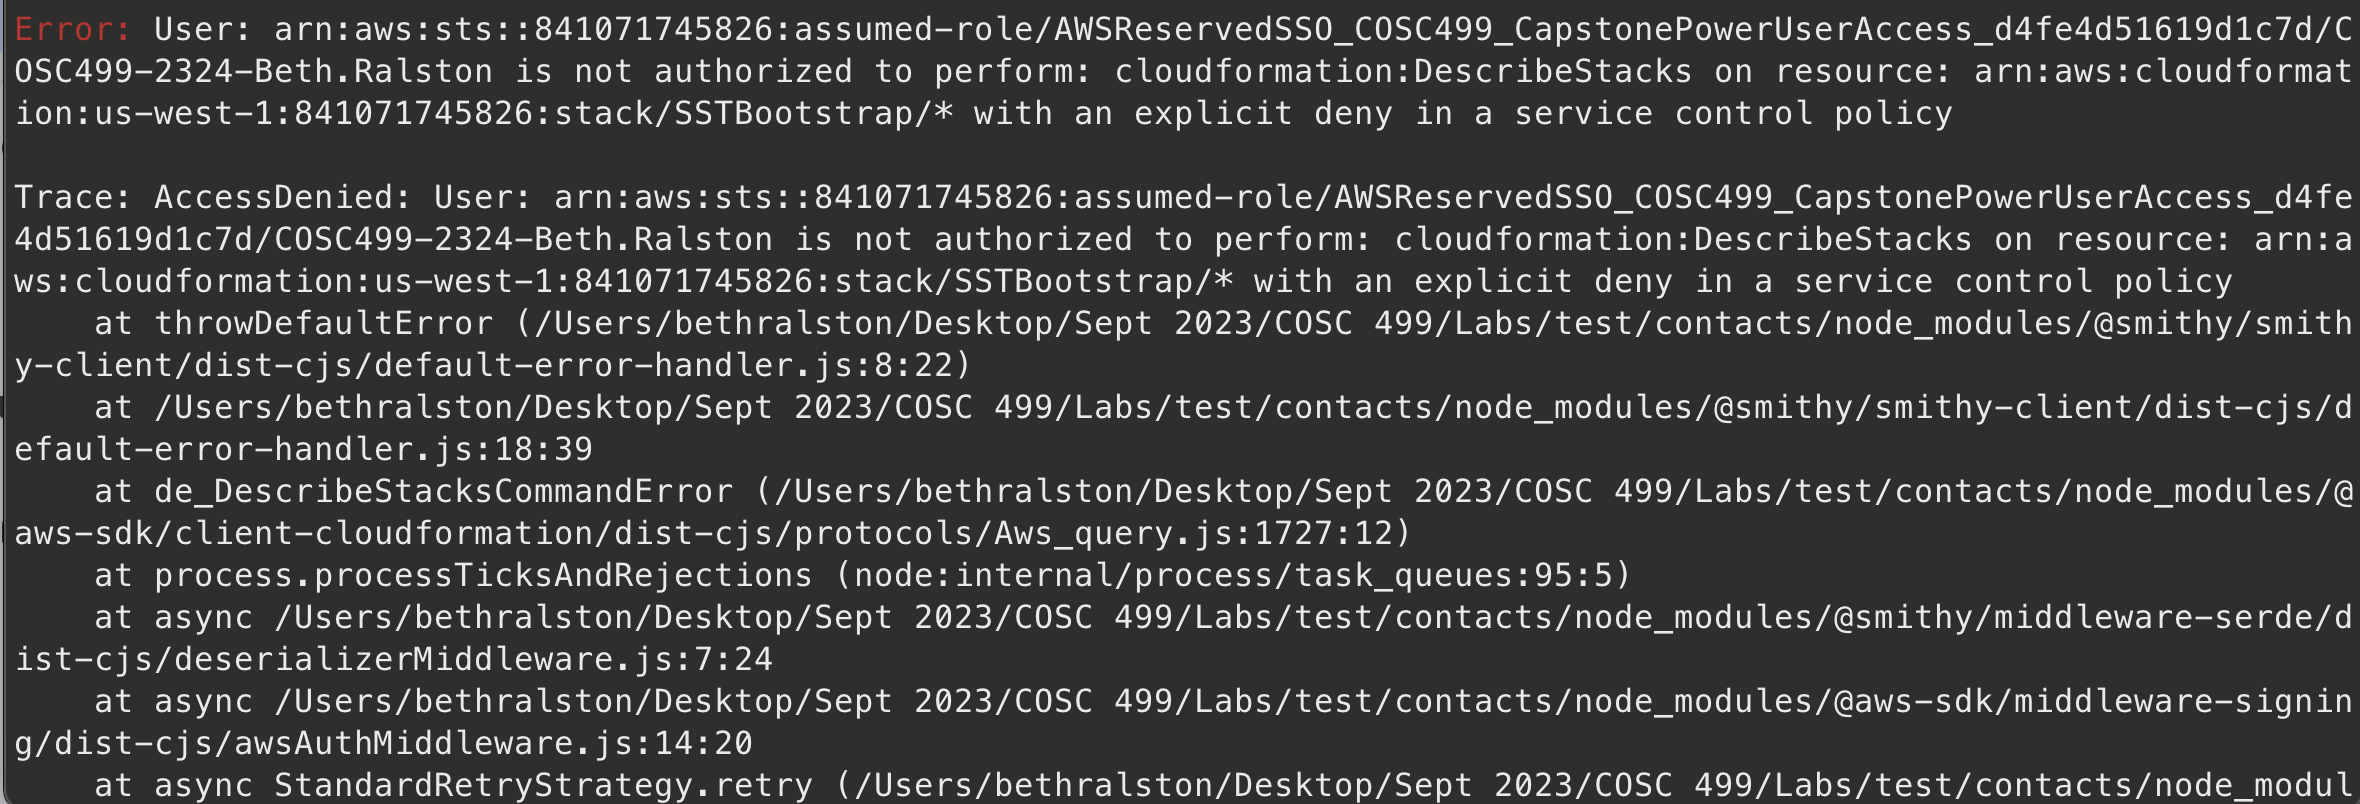 Error: User: arn:aws:sts::841071745826:assumed-role/AWSReservedSSO_COSC499_CapstonePowerUserAccess_d4fe4d51619d1c7d/C
OSC499-2324-Beth.Ralston is not authorized to perform: cloudformation:DescribeStacks on resource: arn:aws:cloudformat
ion:us-west-1:841071745826:stack/SSTBootstrap/* with an explicit deny in a service control policy

Trace: AccessDenied: User: arn:aws:sts::841071745826:assumed-role/AWSReservedSSO_COSC499_CapstonePowerUserAccess_d4fe
4d51619d1c7d/COSC499-2324-Beth.Ralston is not authorized to perform: cloudformation:DescribeStacks on resource: arn:a
ws:cloudformation:us-west-1:841071745826:stack/SSTBootstrap/* with an explicit deny in a service control policy
    at throwDefaultError (/Users/bethralston/Desktop/Sept 2023/COSC 499/Labs/test/contacts/node_modules/@smithy/smith
y-client/dist-cjs/default-error-handler.js:8:22)
    at /Users/bethralston/Desktop/Sept 2023/COSC 499/Labs/test/contacts/node_modules/@smithy/smithy-client/dist-cjs/d
efault-error-handler.js:18:39
    at de_DescribeStacksCommandError (/Users/bethralston/Desktop/Sept 2023/COSC 499/Labs/test/contacts/node_modules/@
aws-sdk/client-cloudformation/dist-cjs/protocols/Aws_query.js:1727:12)
    at process.processTicksAndRejections (node:internal/process/task_queues:95:5)
    at async /Users/bethralston/Desktop/Sept 2023/COSC 499/Labs/test/contacts/node_modules/@smithy/middleware-serde/d
ist-cjs/deserializerMiddleware.js:7:24
    at async /Users/bethralston/Desktop/Sept 2023/COSC 499/Labs/test/contacts/node_modules/@aws-sdk/middleware-signin
g/dist-cjs/awsAuthMiddleware.js:14:20
    at async StandardRetryStrategy.retry (/Users/bethralston/Desktop/Sept 2023/COSC 499/Labs/test/contacts/node_modul